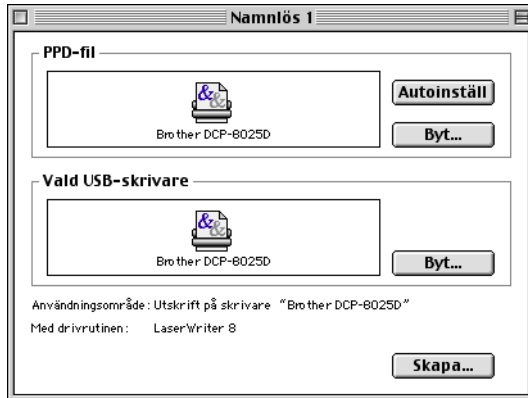 Namnlös 1
PPD-fil
Brother DCP-8025D
Autoinställ
Byt...
Vald USB-skrivare
Brother DCP-8025D
Byt...
Användningsområde: Utskrift på skrivare "Brother DCP-8025D"
Med drivrutinen: LaserWriter 8
Skapa...